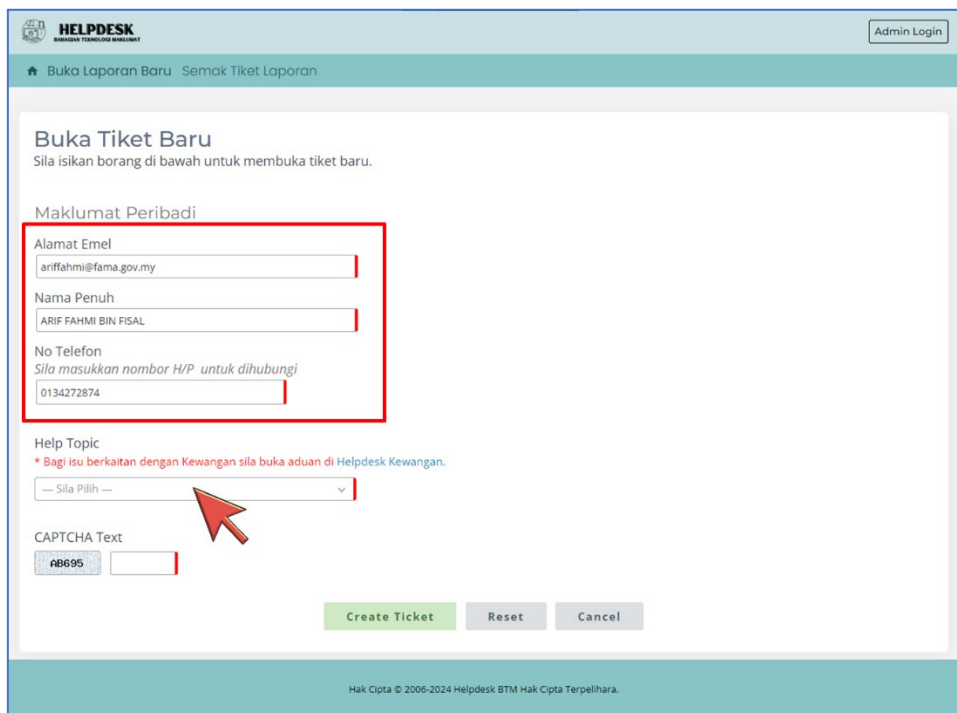 HELPDESK
BAHAGIAN TEKNOLOGI MAKLUMAT
Admin Login
Buka Laporan Baru Semak Tiket Laporan
Buka Tiket Baru
Sila isikan borang di bawah untuk membuka tiket baru.
Maklumat Peribadi
Alamat Emel
ariffahmi@fama.gov.my
Nama Penuh
ARIF FAHMI BIN FISAL
No Telefon
Sila masukkan nombor H/P untuk dihubungi
0134272874
Help Topic
* Bagi isu berkaitan dengan Kewangan sila buka aduan di Helpdesk Kewangan.
— Sila Pilih —
CAPTCHA Text
AB695
Create Ticket Reset Cancel
Hak Cipta © 2006-2024 Helpdesk BTM Hak Cipta Terpelihara.